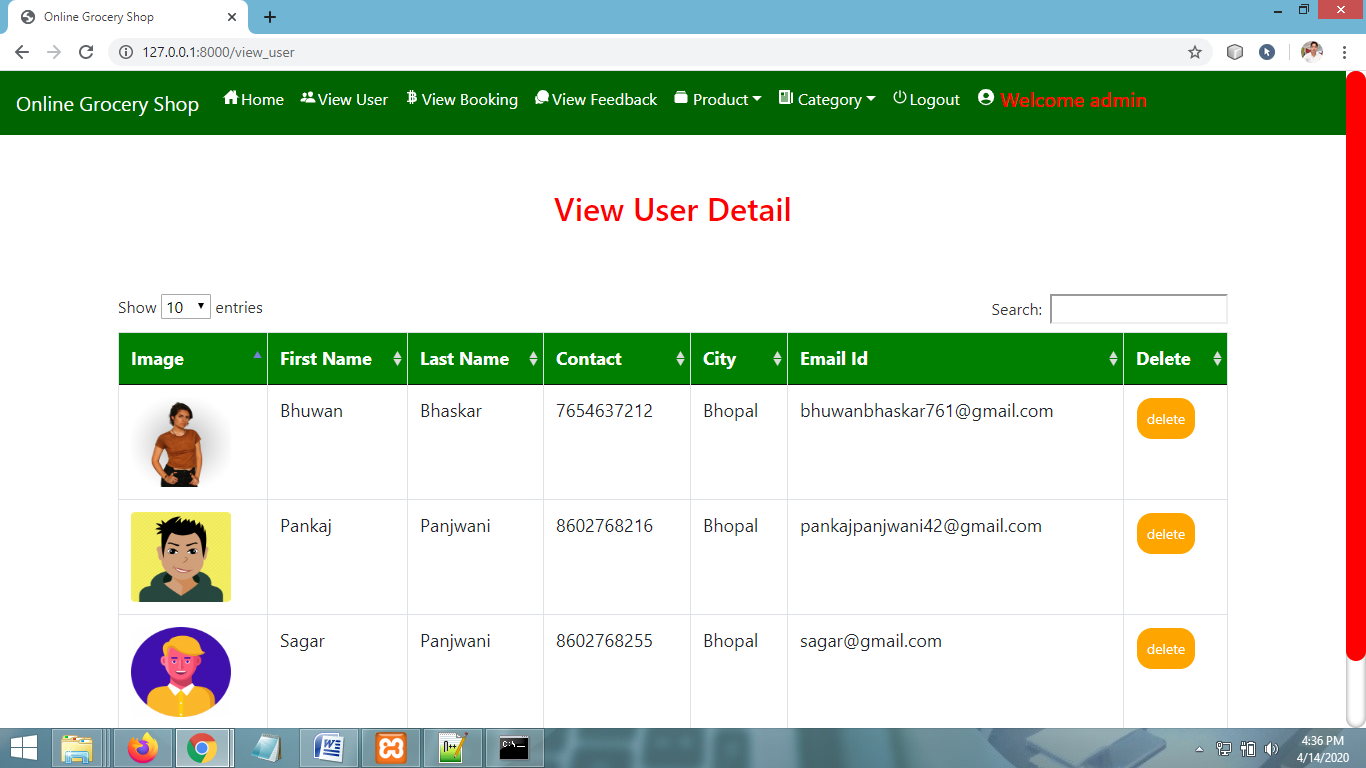 Online Grocery Shop
127.0.0.1:8000/view_user
Online Grocery Shop Home View User View Booking View Feedback Product Category Logout Welcome admin
View User Detail
Show 10 entries Search:
Image First Name Last Name Contact City Email Id Delete
Bhuwan Bhaskar 7654637212 Bhopal bhuwanbhaskar761@gmail.com delete
Pankaj Panjwani 8602768216 Bhopal pankajpanjwani42@gmail.com delete
Sagar Panjwani 8602768255 Bhopal sagar@gmail.com delete
4:36 PM
4/14/2020